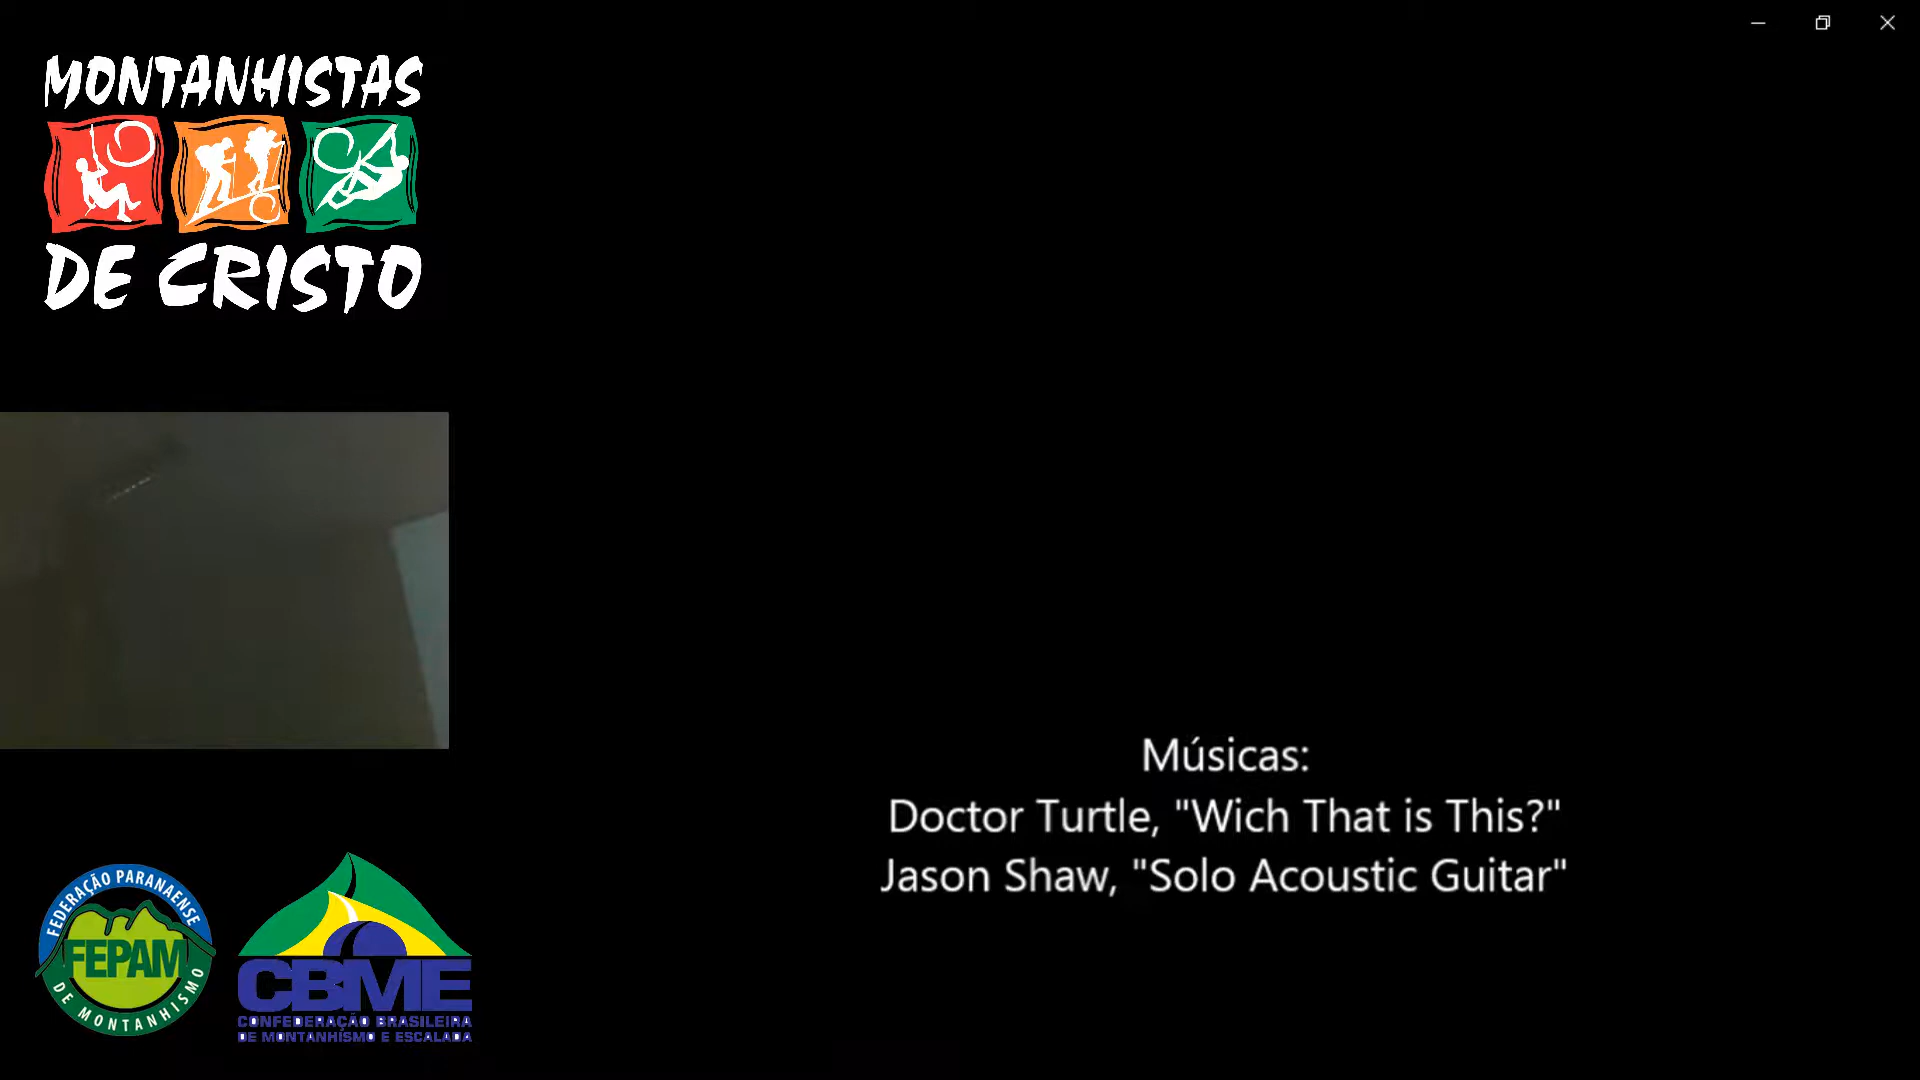 MONTANHISTAS
DE CRISTO
Músicas:
Doctor Turtle, "Wich That is This?"
Jason Shaw, "Solo Acoustic Guitar"
FEDERAÇÃO PARANAENSE
FEPAM
DE MONTANHISMO
CBME
CONFEDERAÇÃO BRASILEIRA
DE MONTANHISMO E ESCALADA